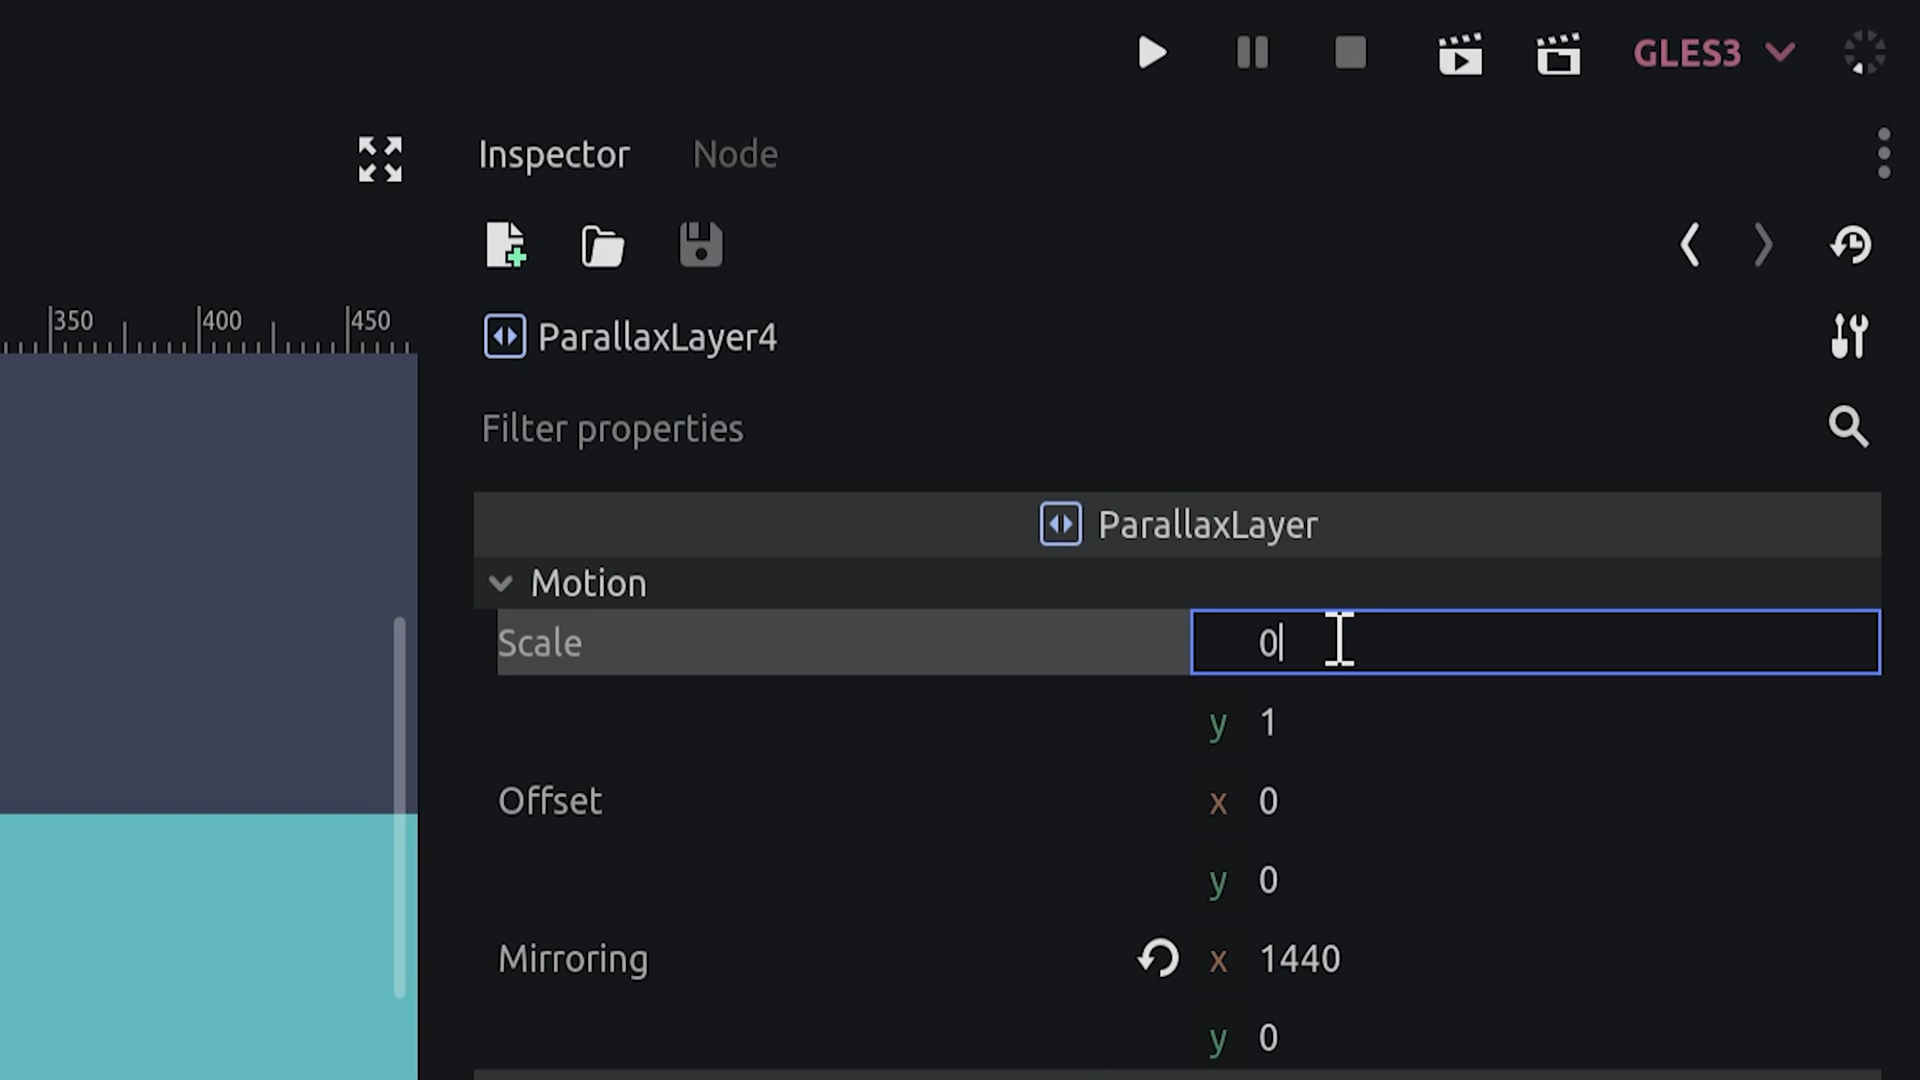 GLES3
Inspector Node
350 400 450
ParallaxLayer4
Filter properties
ParallaxLayer
Motion
Scale 0
y 1
Offset x 0
y 0
Mirroring x 1440
y 0